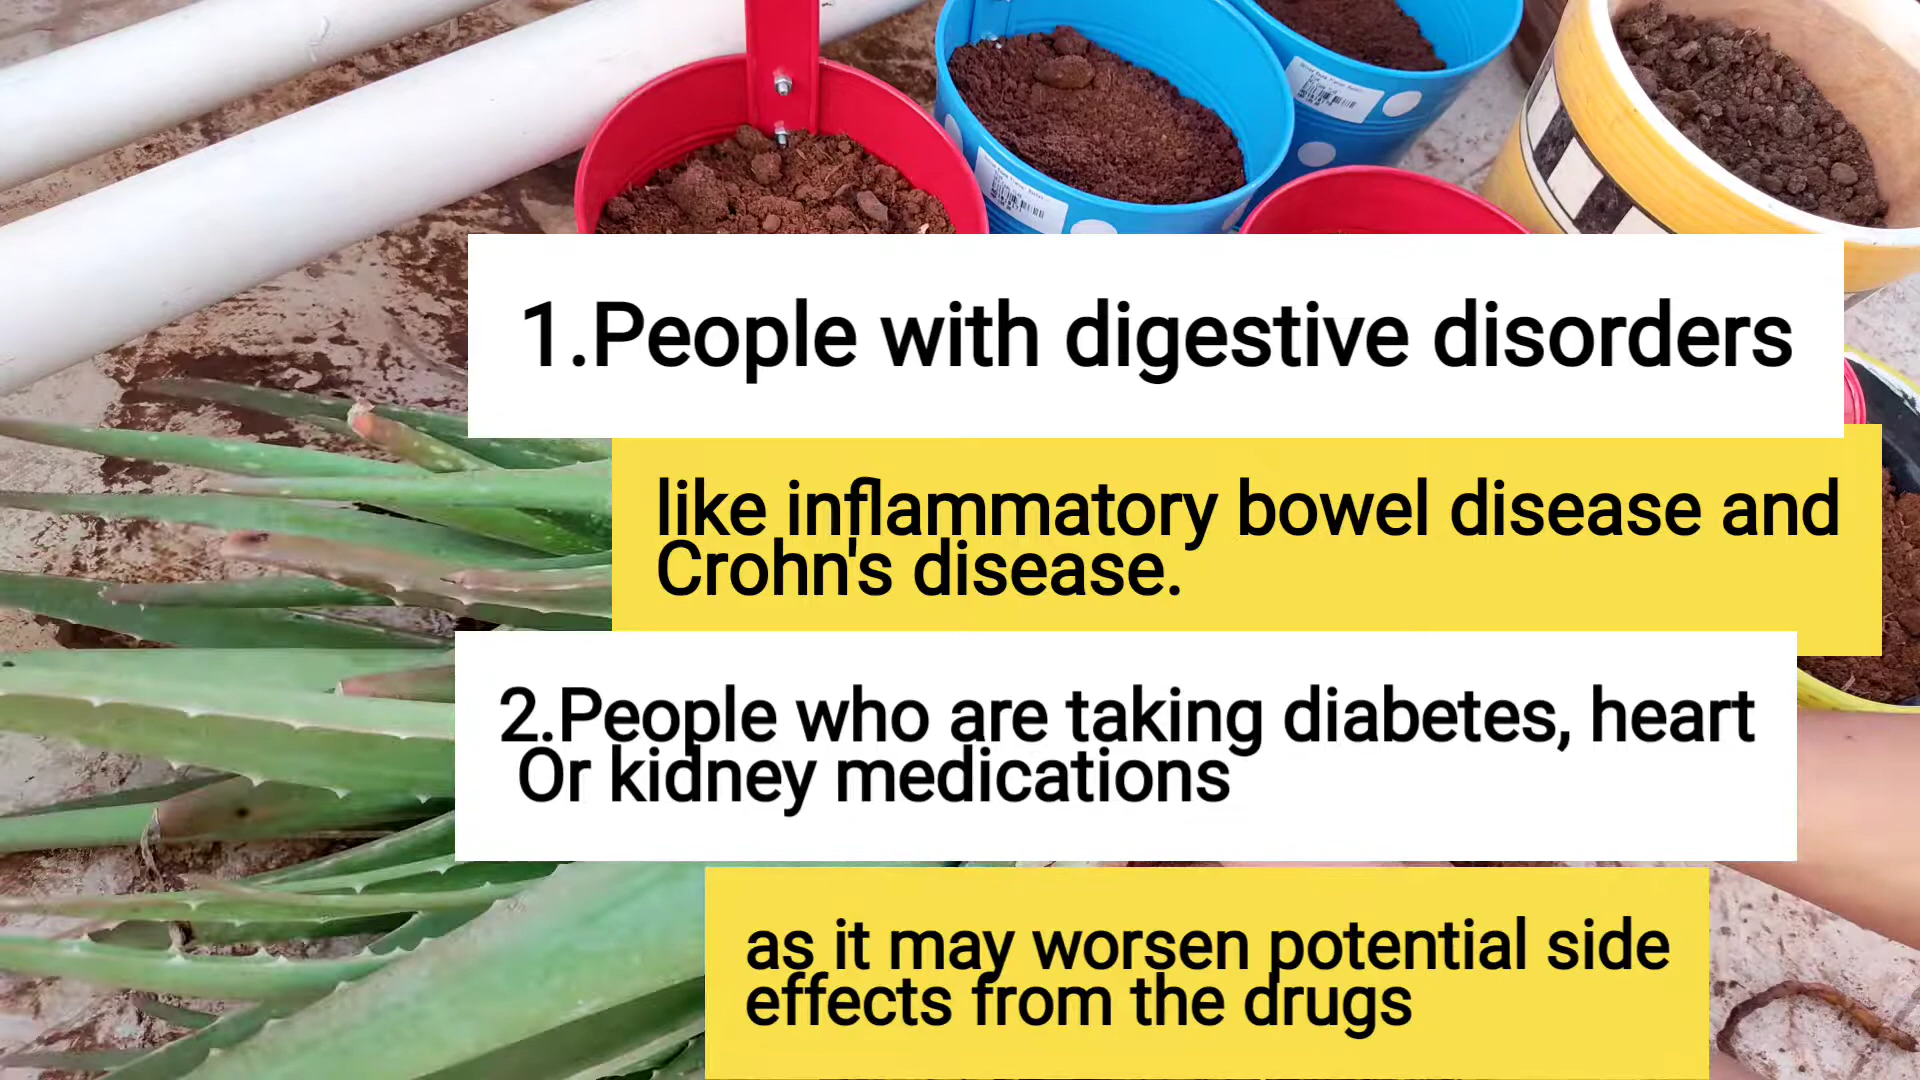 1.People with digestive disorders
like inflammatory bowel disease and
Crohn's disease.
2.People who are taking diabetes, heart
Or kidney medications
as it may worsen potential side
effects from the drugs